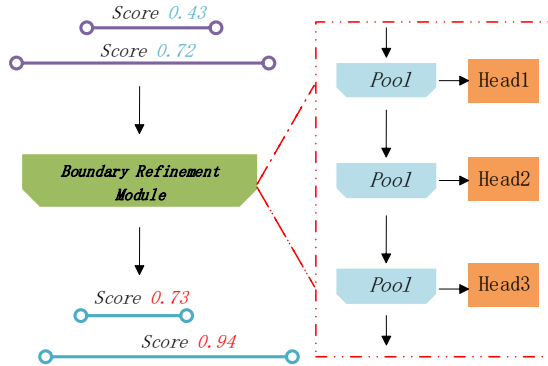 Score 0.43
Score 0.72
Boundary Refinement
Module
Score 0.73
Score 0.94
Pool
Head1
Pool
Head2
Pool
Head3